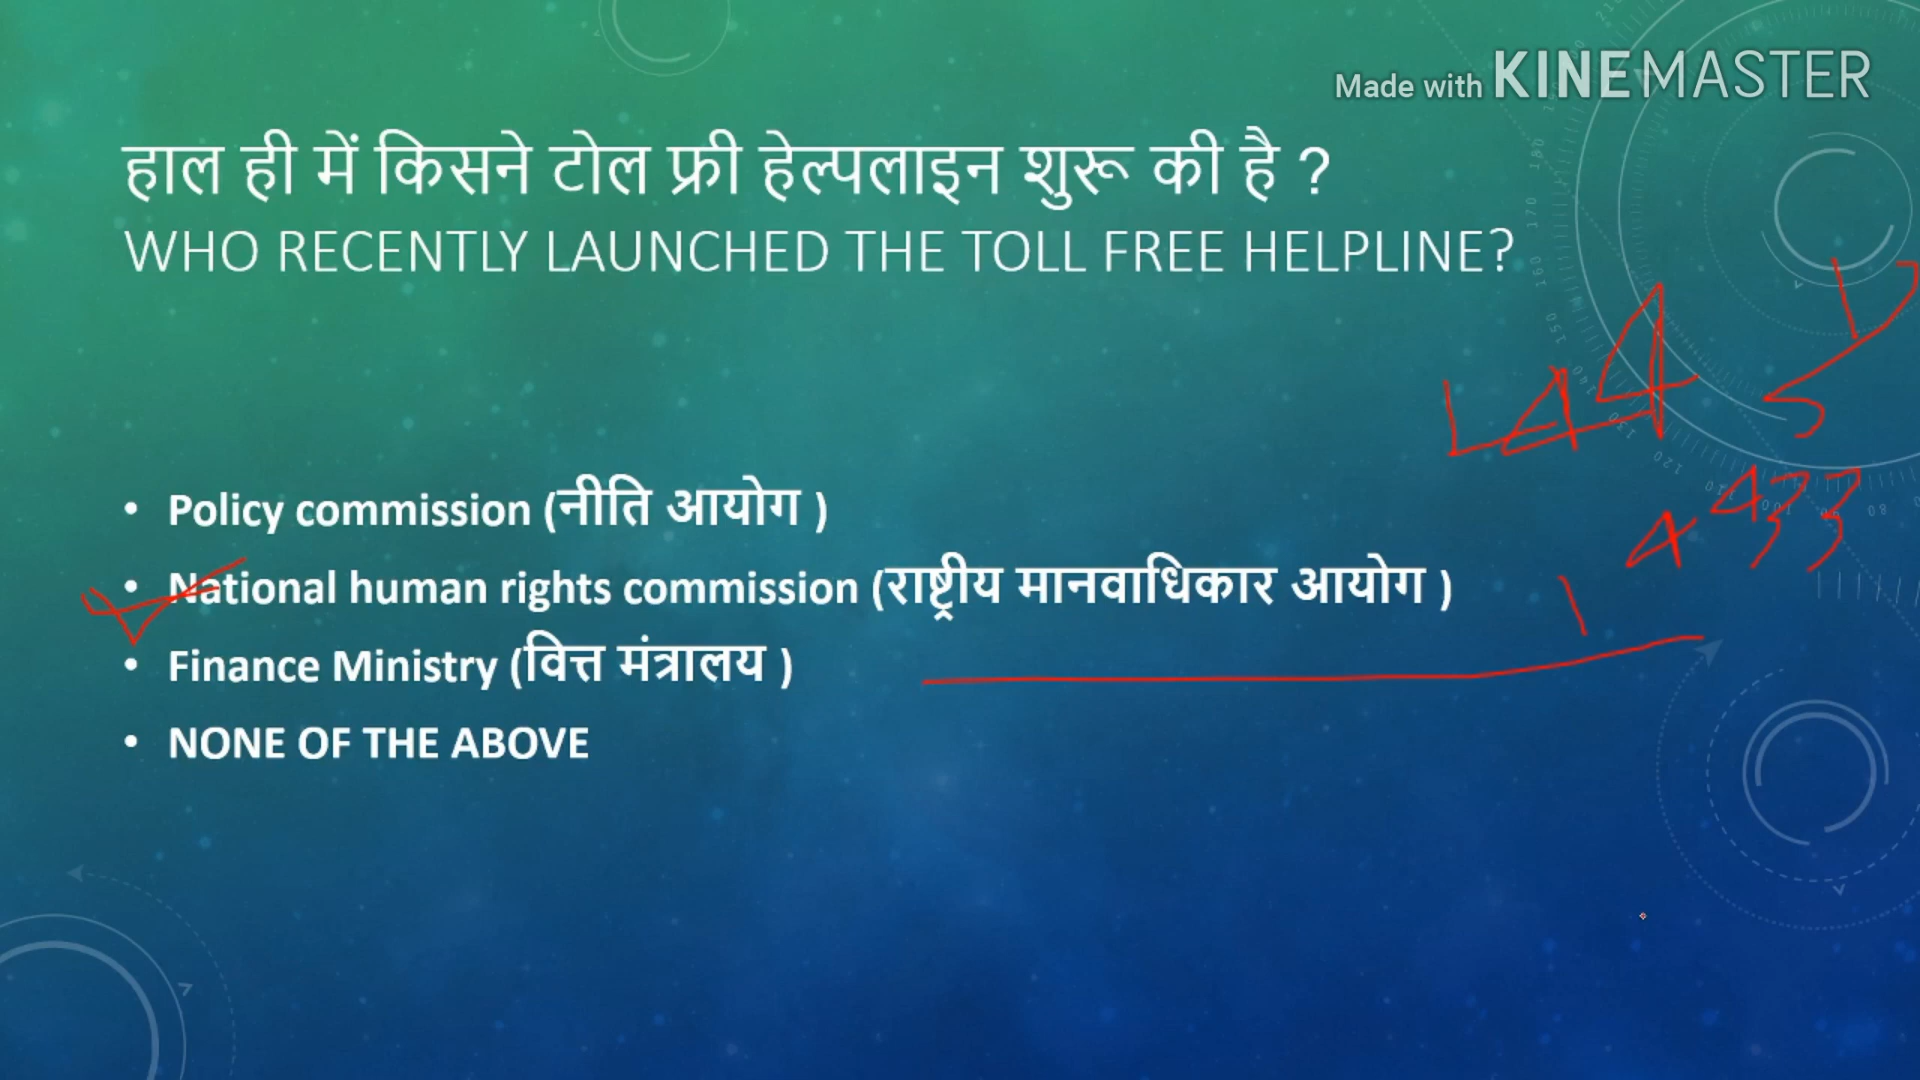 Made with KINEMASTER
हाल ही में किसने टोल फ्री हेल्पलाइन शुरू की है ?
WHO RECENTLY LAUNCHED THE TOLL FREE HELPLINE?
• Policy commission (नीति आयोग )
• National human rights commission (राष्ट्रीय मानवाधिकार आयोग )
• Finance Ministry (वित्त मंत्रालय )
• NONE OF THE ABOVE
14433